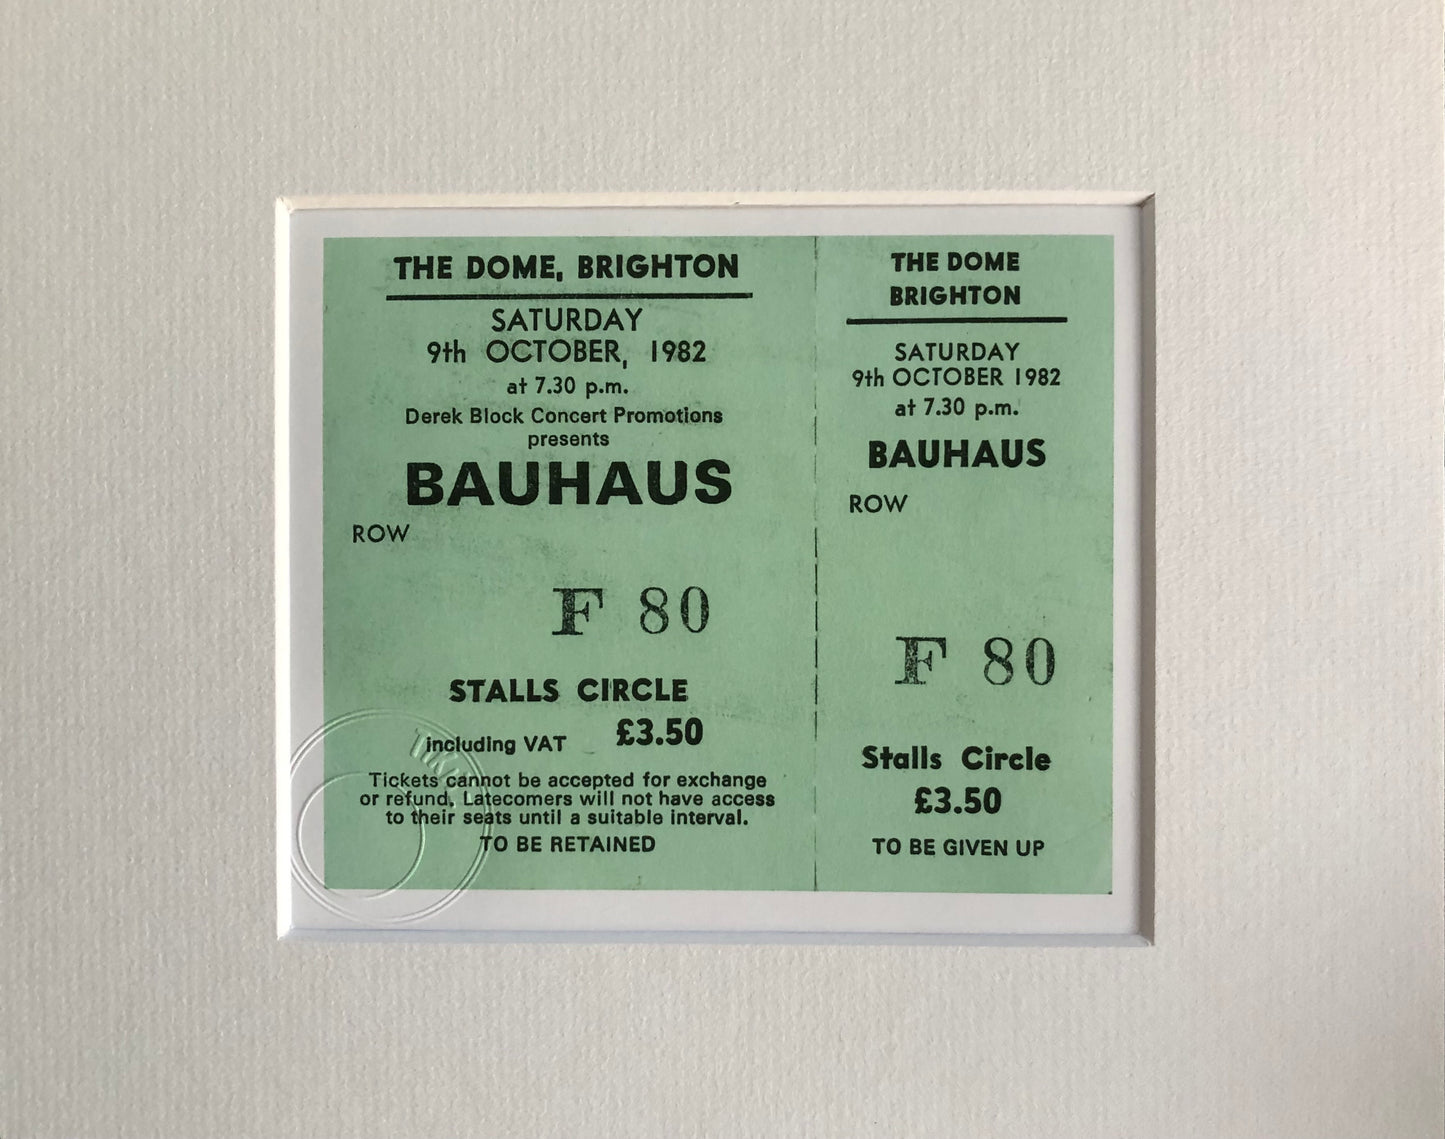 THE DOME, BRIGHTON
SATURDAY
9th OCTOBER, 1982
at 7.30 p.m.
Derek Block Concert Promotions
presents
BAUHAUS
ROW
F 80
STALLS CIRCLE
including VAT £3.50
Tickets cannot be accepted for exchange
or refund. Latecomers will not have access
to their seats until a suitable interval.
TO BE RETAINED
THE DOME
BRIGHTON
SATURDAY
9th OCTOBER 1982
at 7.30 p.m.
BAUHAUS
ROW
F 80
Stalls Circle
£3.50
TO BE GIVEN UP